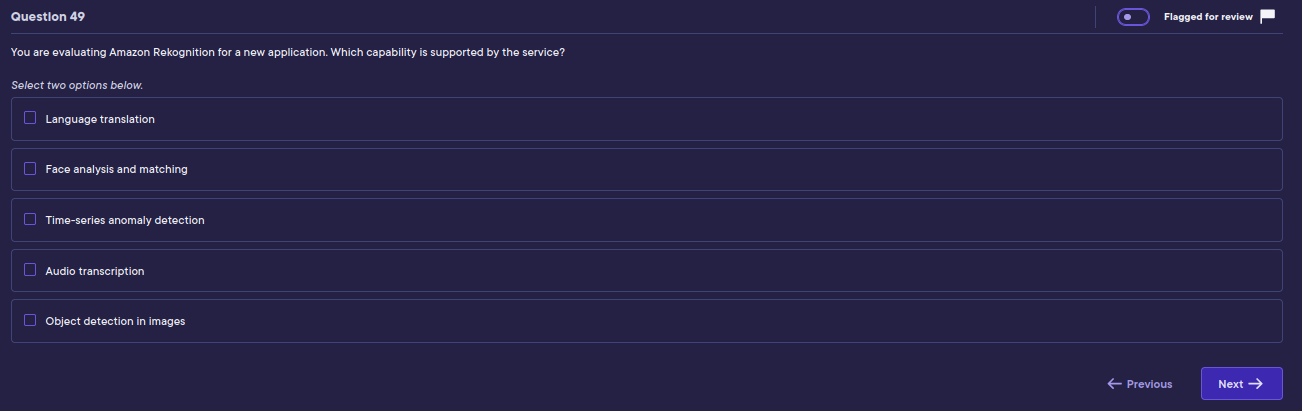 Question 49
Flagged for review
You are evaluating Amazon Rekognition for a new application. Which capability is supported by the service?
Select two options below.
Language translation
Face analysis and matching
Time-series anomaly detection
Audio transcription
Object detection in images
Previous
Next